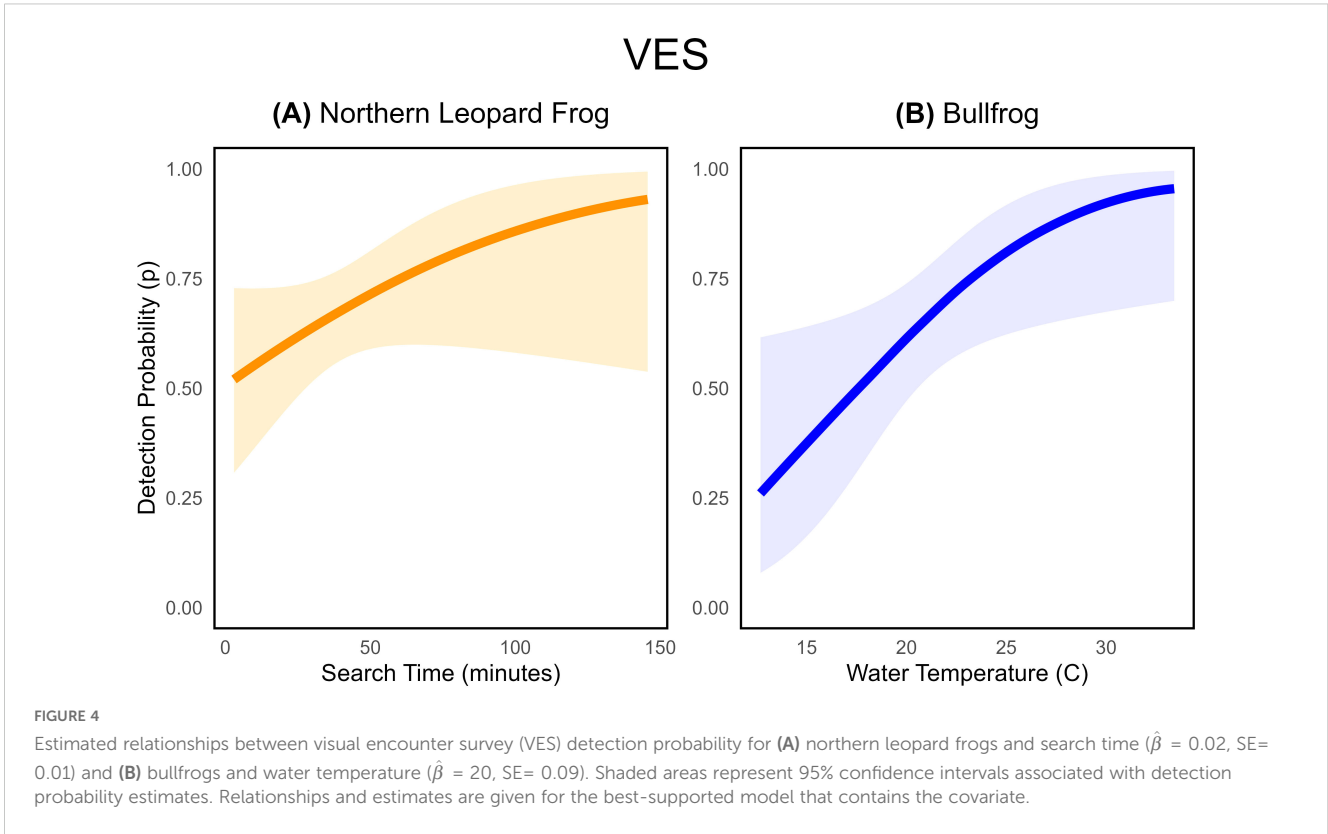 VES
(A) Northern Leopard Frog
(B) Bullfrog
Detection Probability (p)
1.00
0.75
0.50
0.25
0.00
0 50 100 150
Search Time (minutes)
1.00
0.75
0.50
0.25
0.00
15 20 25 30
Water Temperature (C)
FIGURE 4
Estimated relationships between visual encounter survey (VES) detection probability for (A) northern leopard frogs and search time (β̂ = 0.02, SE=
0.01) and (B) bullfrogs and water temperature (β̂ = 20, SE= 0.09). Shaded areas represent 95% confidence intervals associated with detection
probability estimates. Relationships and estimates are given for the best-supported model that contains the covariate.